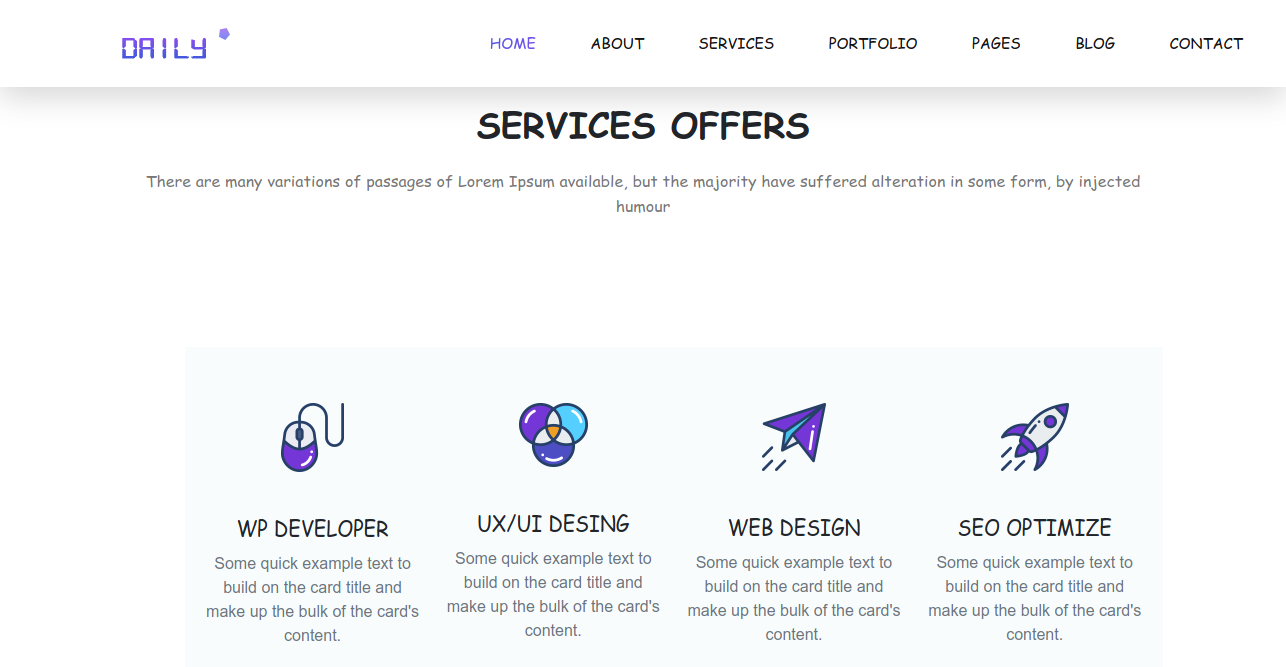 DAILY
HOME ABOUT SERVICES PORTFOLIO PAGES BLOG CONTACT
SERVICES OFFERS
There are many variations of passages of Lorem Ipsum available, but the majority have suffered alteration in some form, by injected
humour
WP DEVELOPER
Some quick example text to
build on the card title and
make up the bulk of the card's
content.
UX/UI DESING
Some quick example text to
build on the card title and
make up the bulk of the card's
content.
WEB DESIGN
Some quick example text to
build on the card title and
make up the bulk of the card's
content.
SEO OPTIMIZE
Some quick example text to
build on the card title and
make up the bulk of the card's
content.